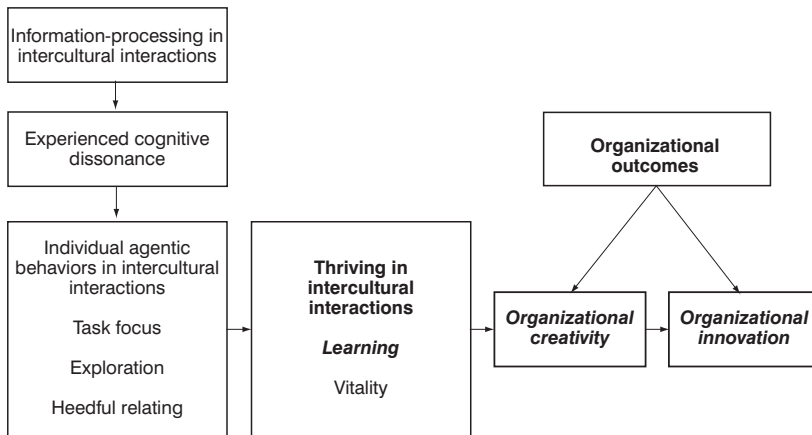 Information-processing in
intercultural interactions
Experienced cognitive
dissonance
Individual agentic
behaviors in intercultural
interactions
Task focus
Exploration
Heedful relating
Thriving in
intercultural
interactions
Learning
Vitality
Organizational
outcomes
Organizational
creativity
Organizational
innovation